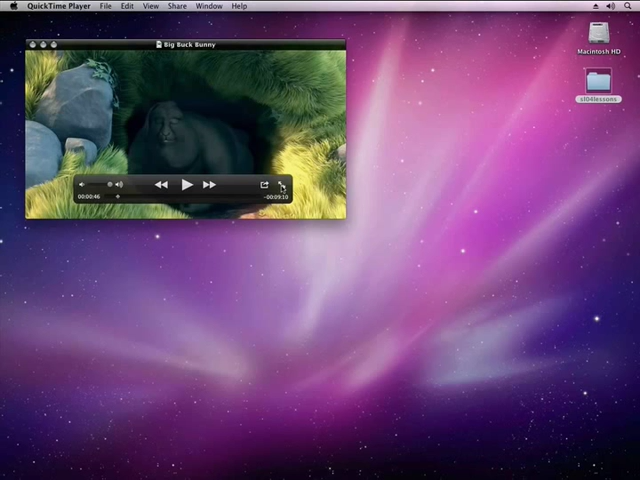 QuickTime Player File Edit View Share Window Help
Big Buck Bunny
Macintosh HD
sl04lessons
00:00:46 -00:09:10